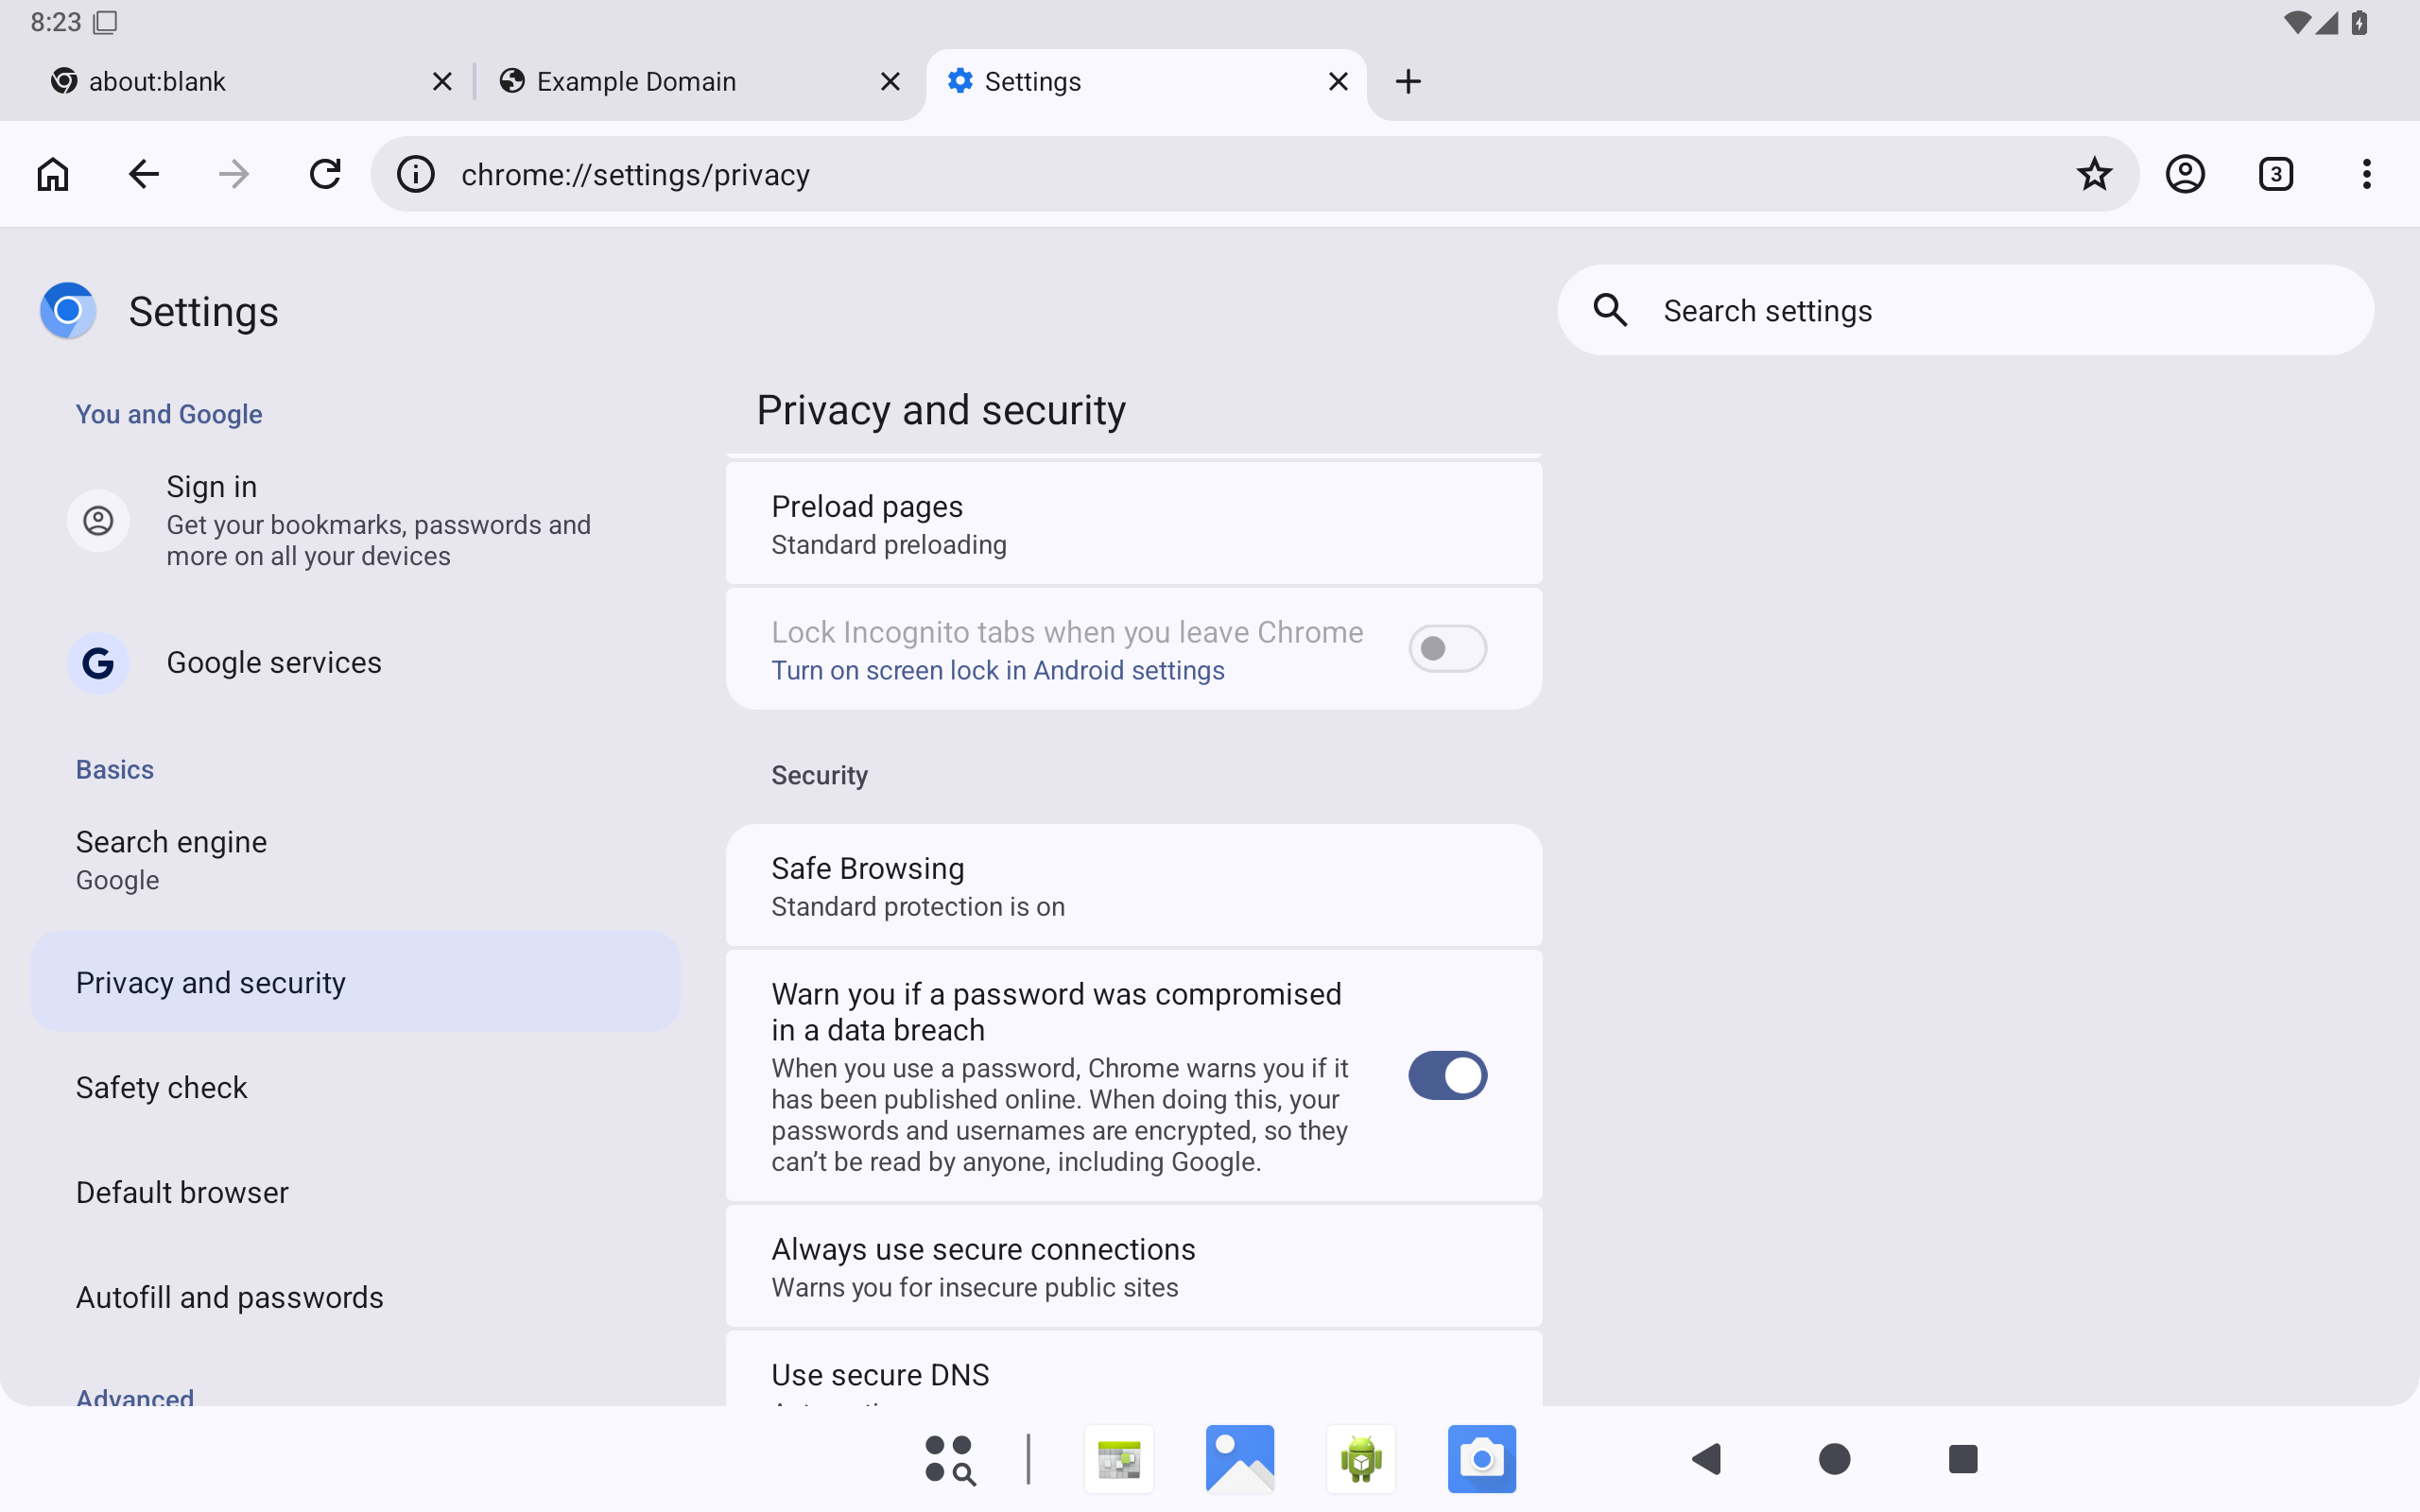 8:23
about:blank
Example Domain
Settings
chrome://settings/privacy
3
Settings
Search settings
You and Google
Sign in
Get your bookmarks, passwords and
more on all your devices
Google services
Basics
Search engine
Google
Privacy and security
Safety check
Default browser
Autofill and passwords
Advanced
Privacy and security
Preload pages
Standard preloading
Lock Incognito tabs when you leave Chrome
Turn on screen lock in Android settings
Security
Safe Browsing
Standard protection is on
Warn you if a password was compromised
in a data breach
When you use a password, Chrome warns you if it
has been published online. When doing this, your
passwords and usernames are encrypted, so they
can’t be read by anyone, including Google.
Always use secure connections
Warns you for insecure public sites
Use secure DNS